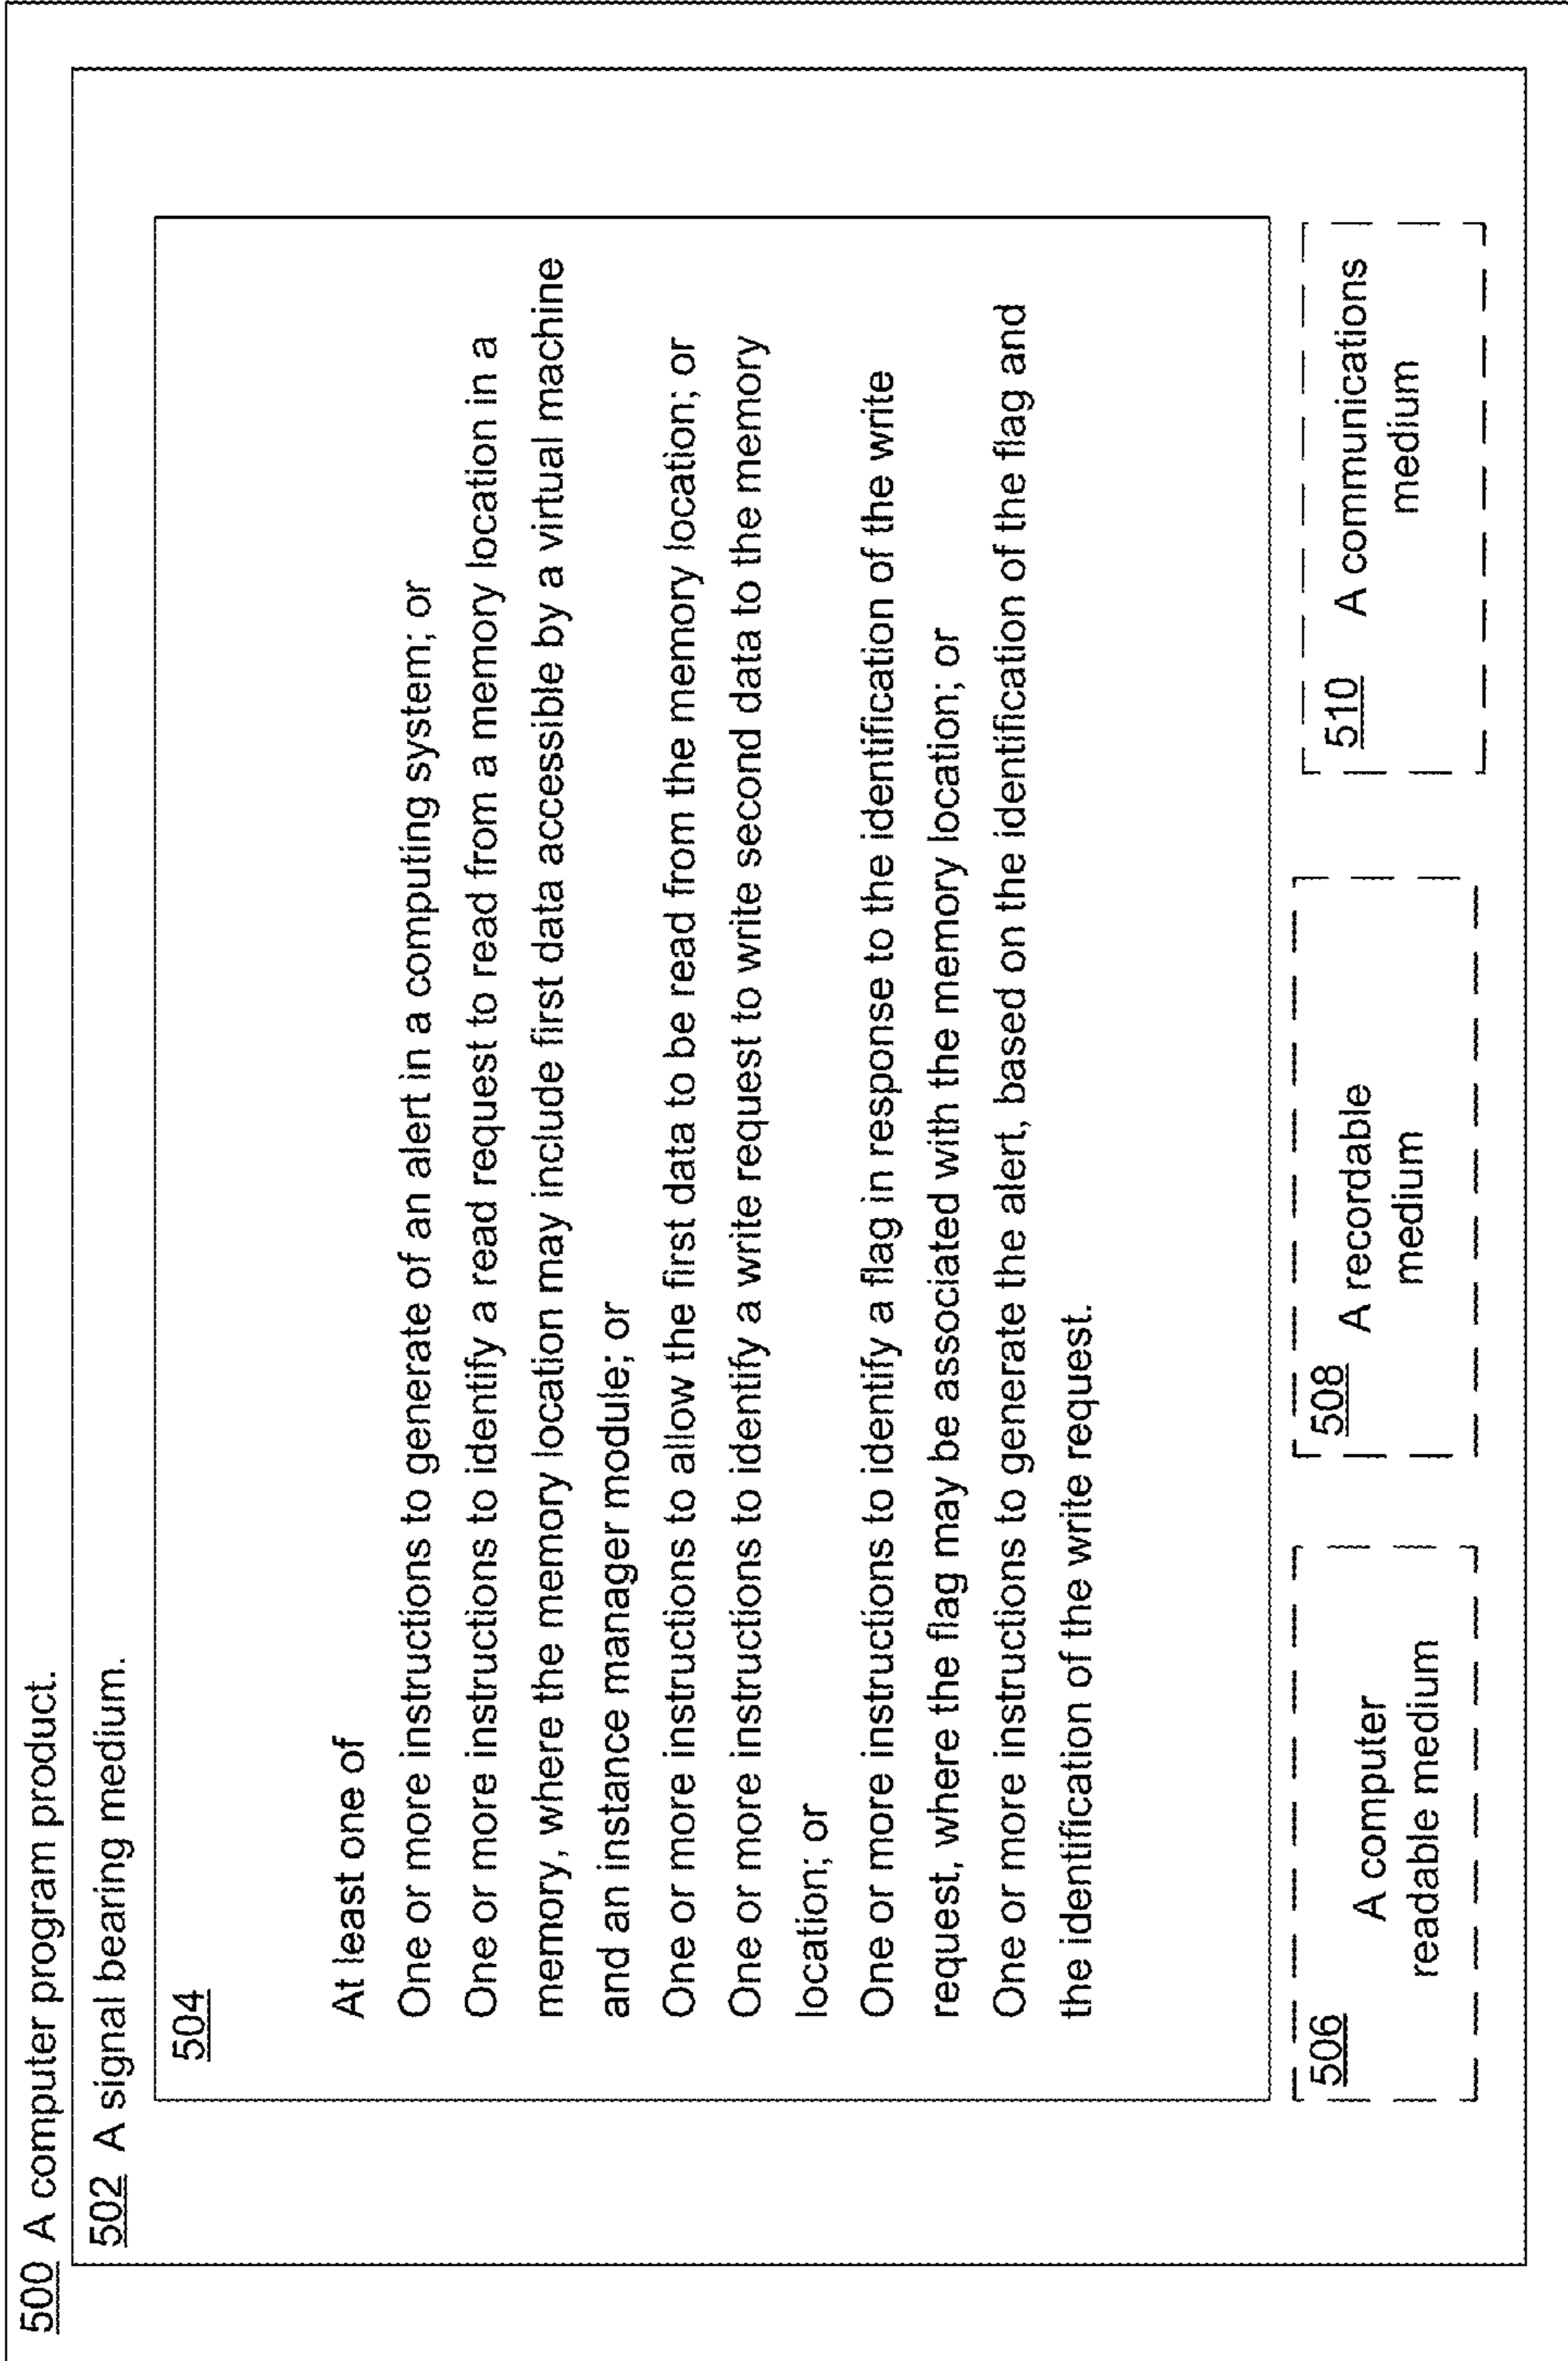 500 A computer program product.
502 A signal bearing medium.
504
At least one of
One or more instructions to generate of an alert in a computing system; or
One or more instructions to identify a read request to read from a memory location in a
memory, where the memory location may include first data accessible by a virtual machine
and an instance manager module; or
One or more instructions to allow the first data to be read from the memory location; or
One or more instructions to identify a write request to write second data to the memory
location; or
One or more instructions to identify a flag in response to the identification of the write
request, where the flag may be associated with the memory location; or
One or more instructions to generate the alert, based on the identification of the flag and
the identification of the write request.
506 A computer
readable medium
508 A recordable
medium
510 A communications
medium